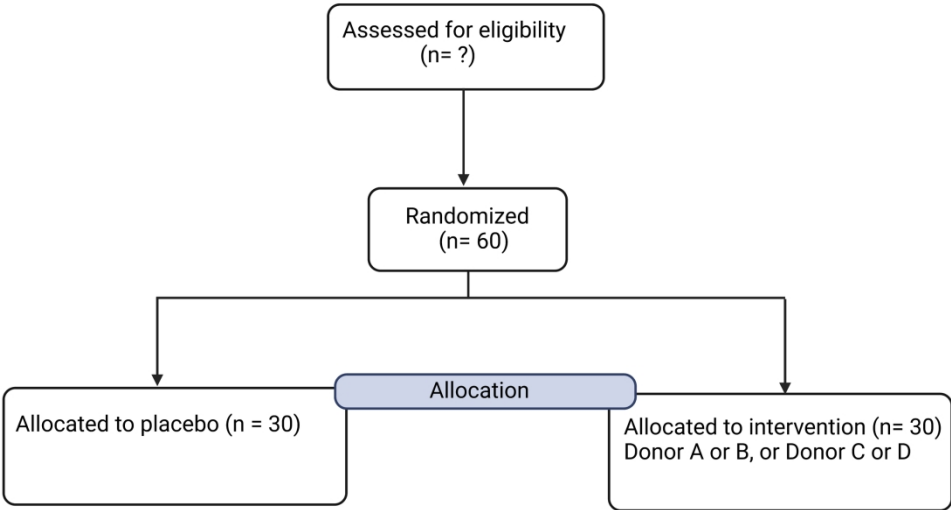 Assessed for eligibility
(n= ?)
Randomized
(n= 60)
Allocation
Allocated to placebo (n = 30)
Allocated to intervention (n= 30)
Donor A or B, or Donor C or D